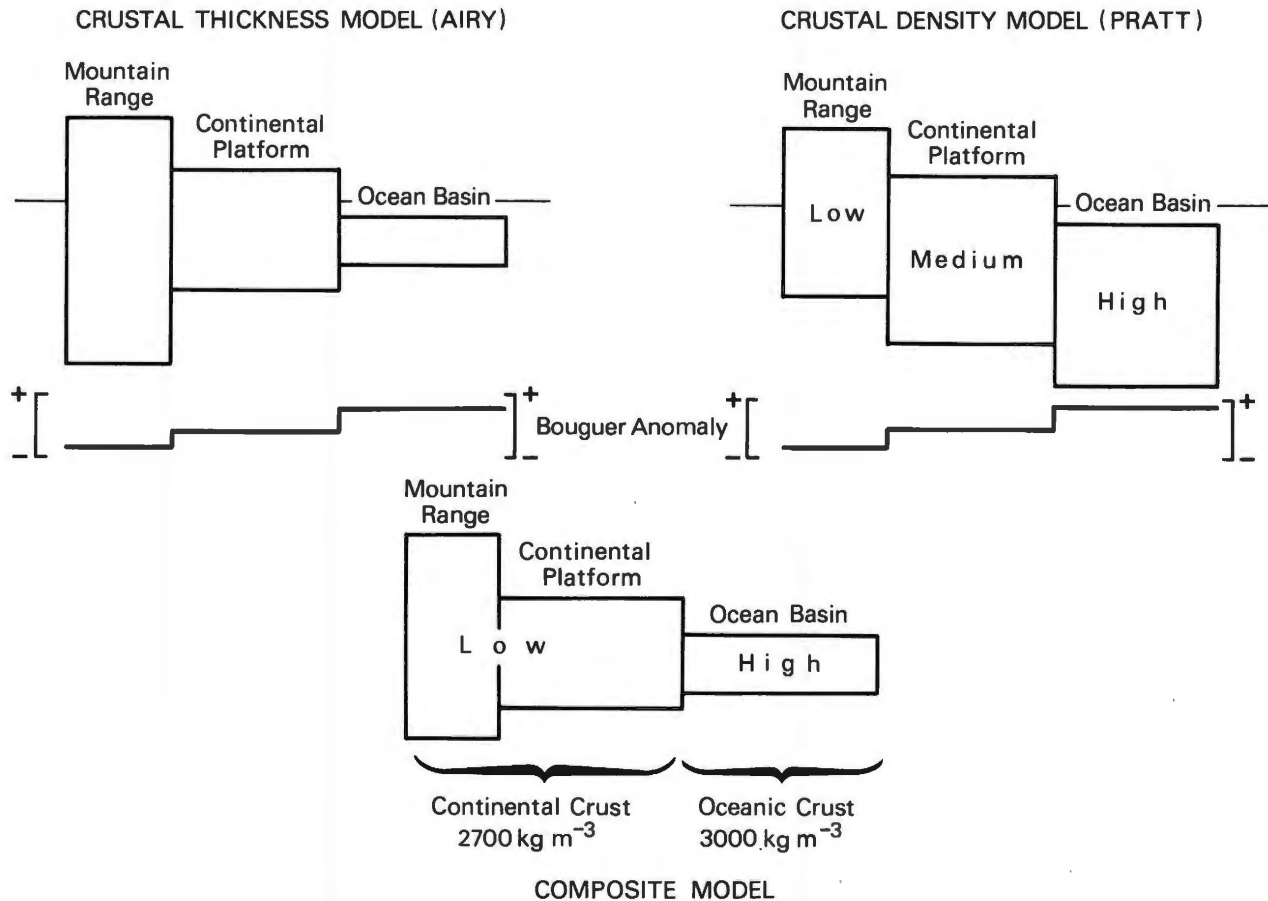 CRUSTAL THICKNESS MODEL (AIRY)
Mountain
Range
Continental
Platform
Ocean Basin
+
-
+
-
Bouguer Anomaly
CRUSTAL DENSITY MODEL (PRATT)
Mountain
Range
Continental
Platform
Ocean Basin
Low
Medium
High
+
-
+
-
Mountain
Range
Continental
Platform
Ocean Basin
Low
High
Continental Crust
2700 kg m⁻³
Oceanic Crust
3000 kg m⁻³
COMPOSITE MODEL